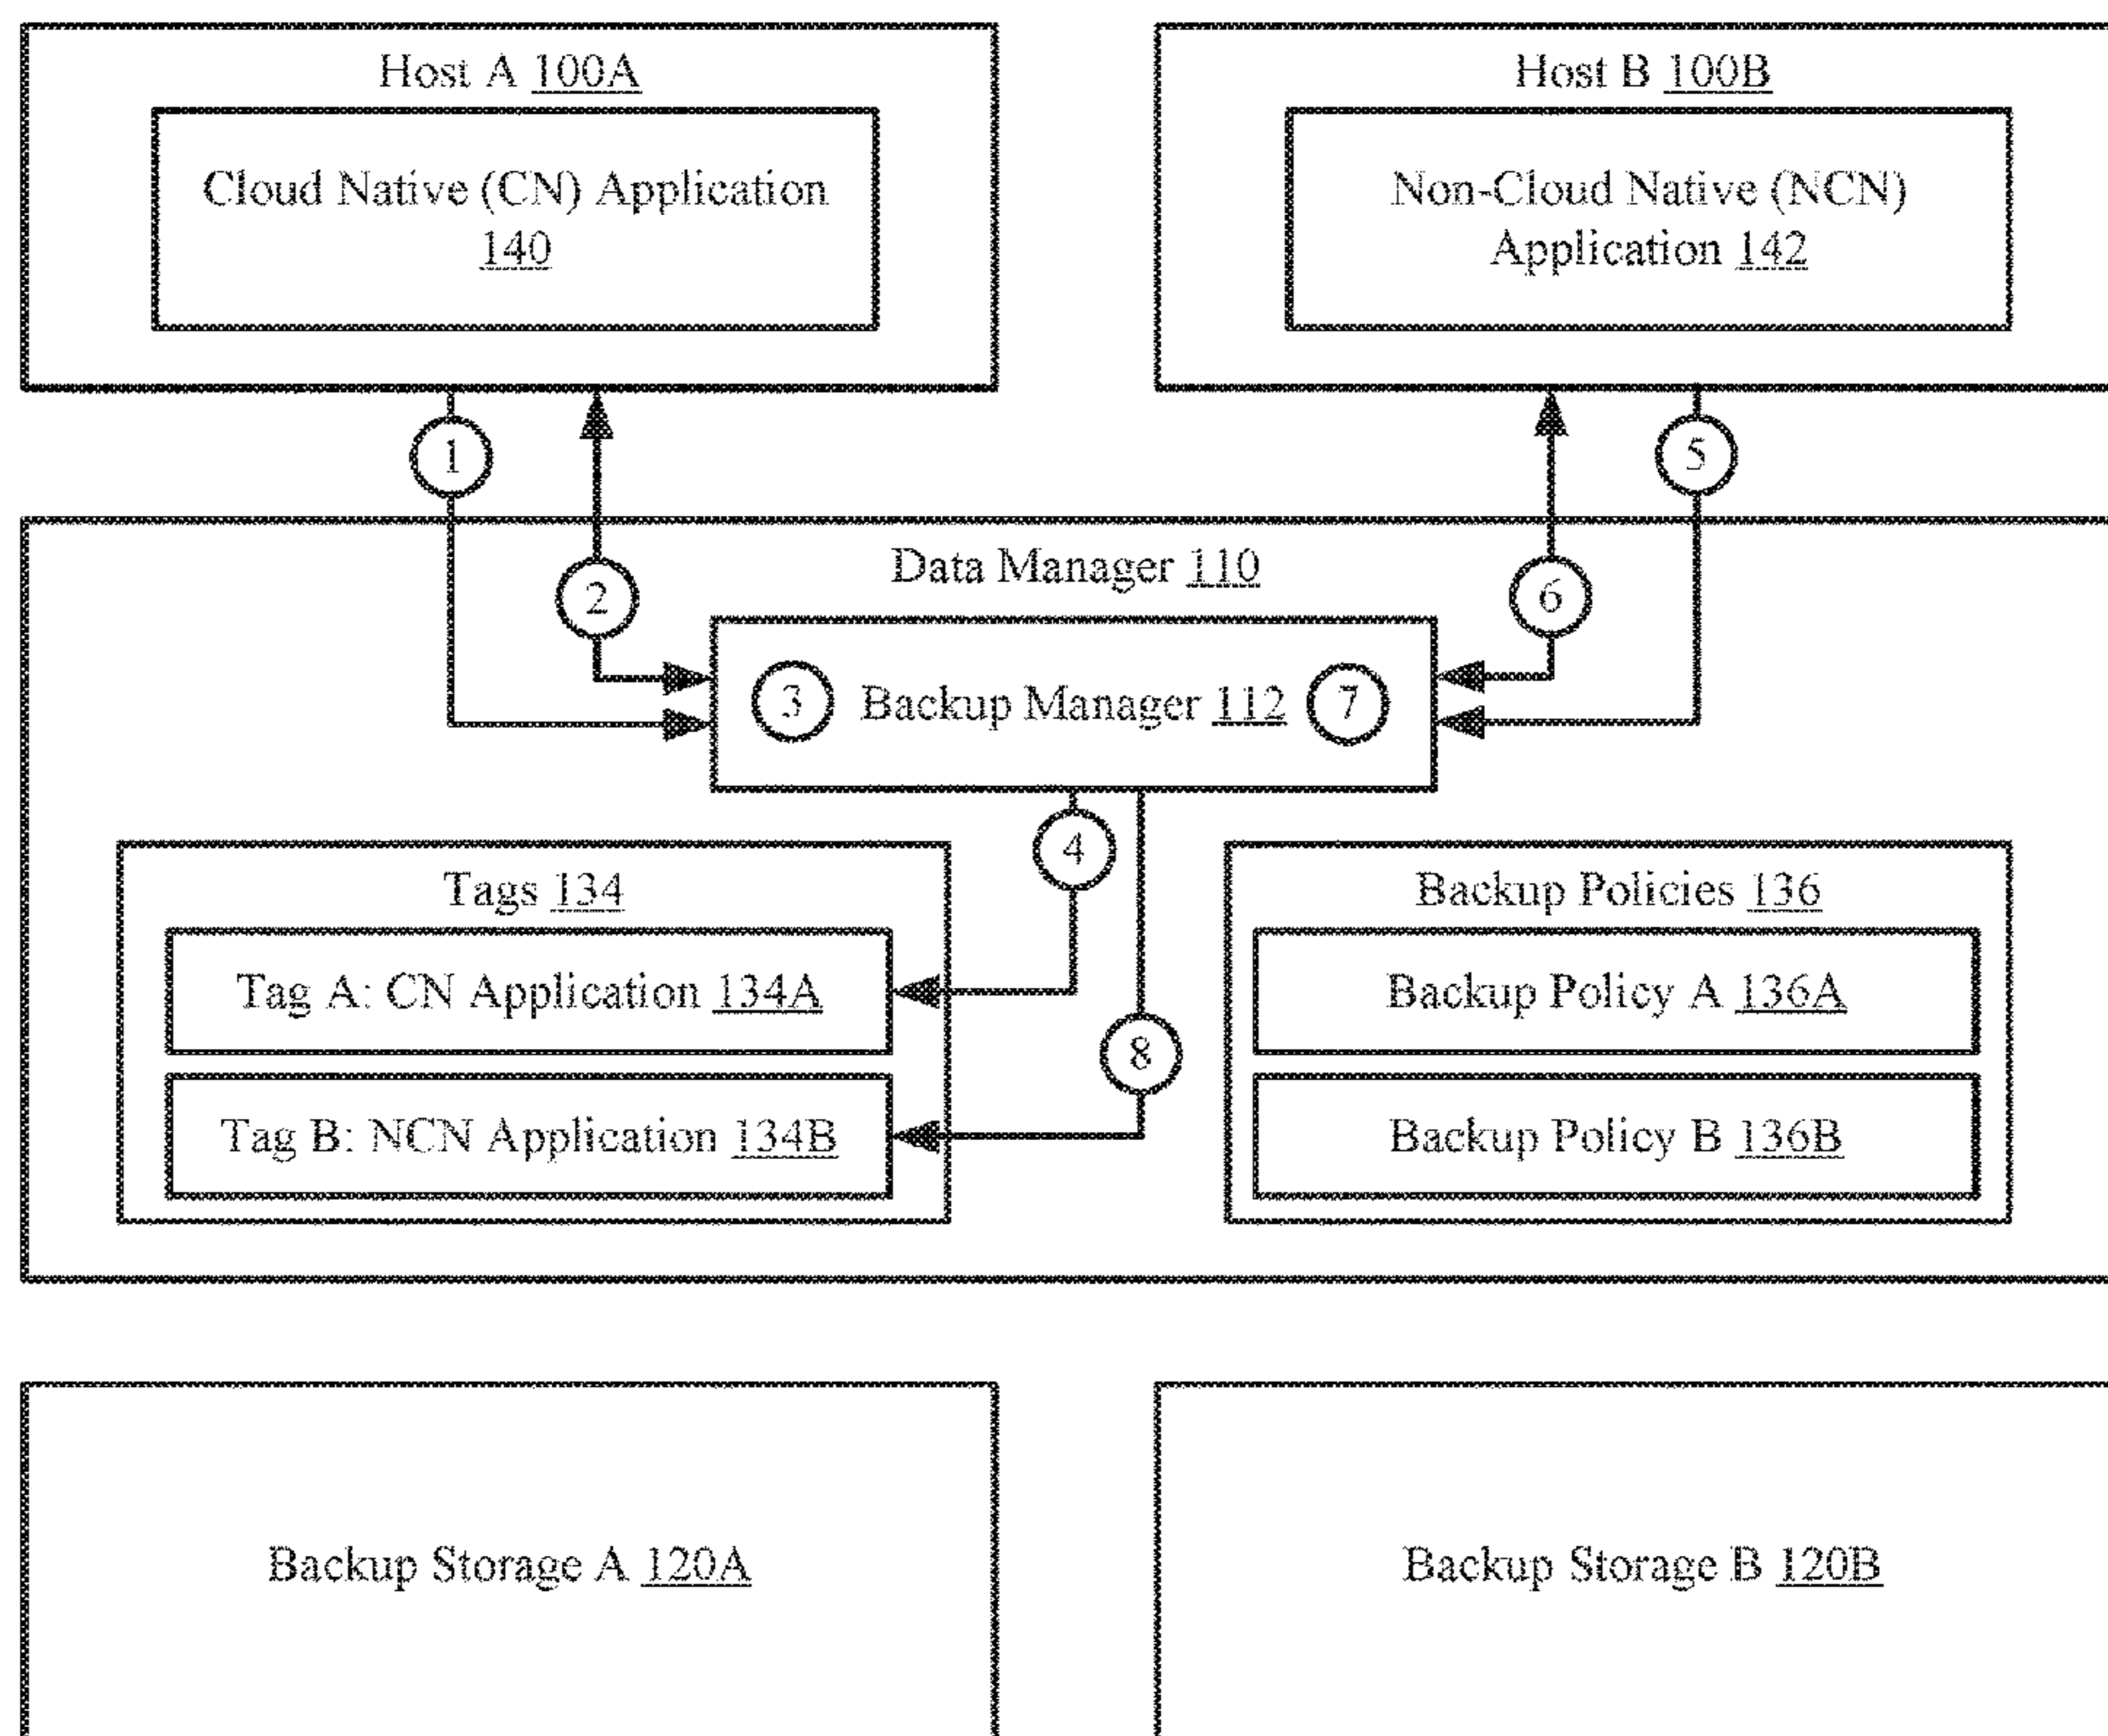 Host A 100A
Cloud Native (CN) Application
140
Host B 100B
Non-Cloud Native (NCN)
Application 142
1
2
6
5
Data Manager 110
3
Backup Manager 112
7
4
8
Tags 134
Tag A: CN Application 134A
Tag B: NCN Application 134B
Backup Policies 136
Backup Policy A 136A
Backup Policy B 136B
Backup Storage A 120A
Backup Storage B 120B